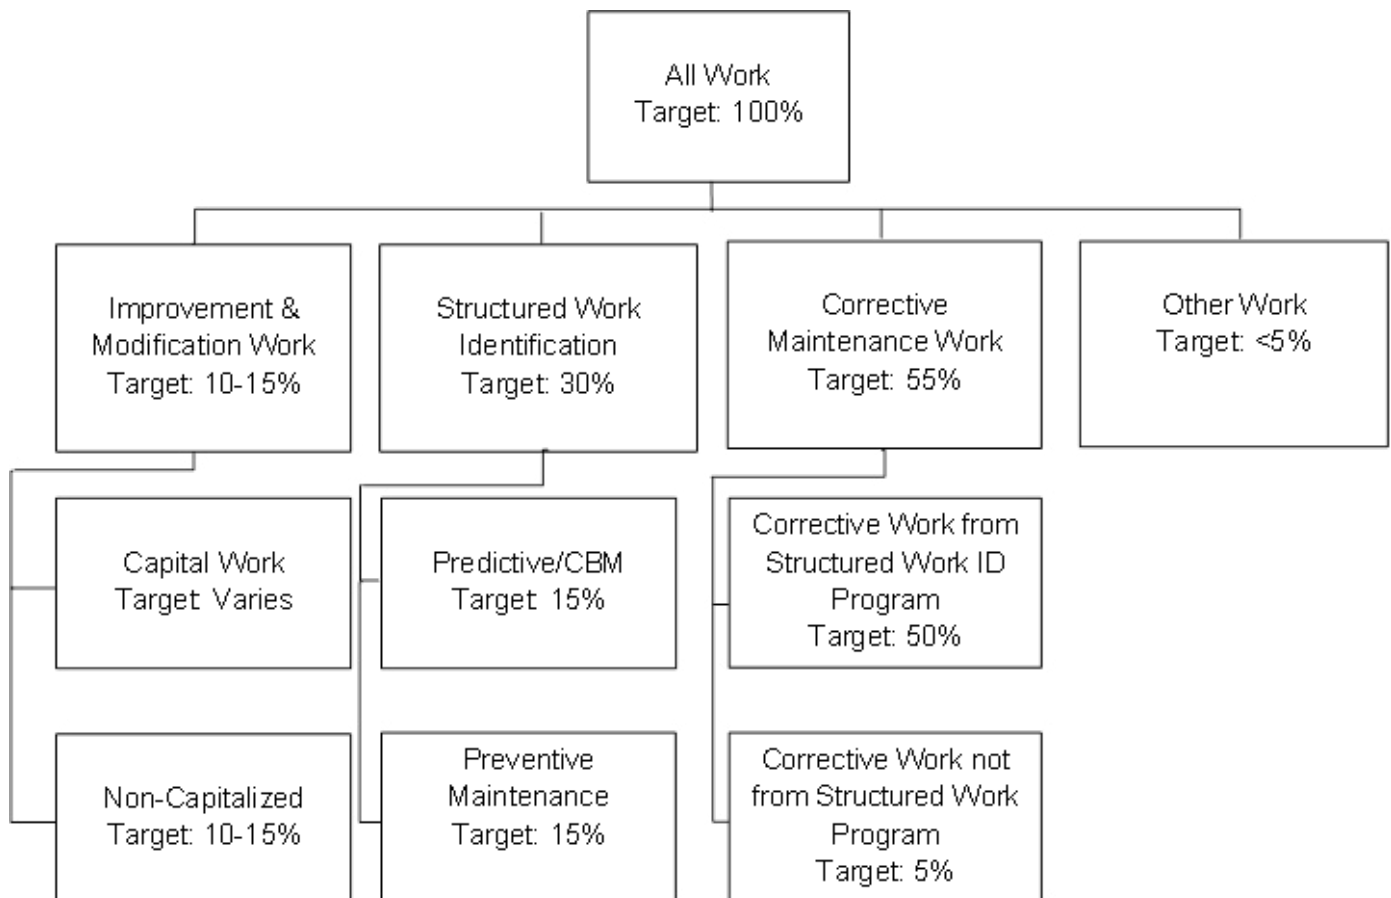 All Work
Target: 100%
Improvement &
Modification Work
Target: 10-15%
Structured Work
Identification
Target: 30%
Corrective
Maintenance Work
Target: 55%
Other Work
Target: <5%
Capital Work
Target: Varies
Predictive/CBM
Target: 15%
Corrective Work from
Structured Work ID
Program
Target: 50%
Non-Capitalized
Target: 10-15%
Preventive
Maintenance
Target: 15%
Corrective Work not
from Structured Work
Program
Target: 5%